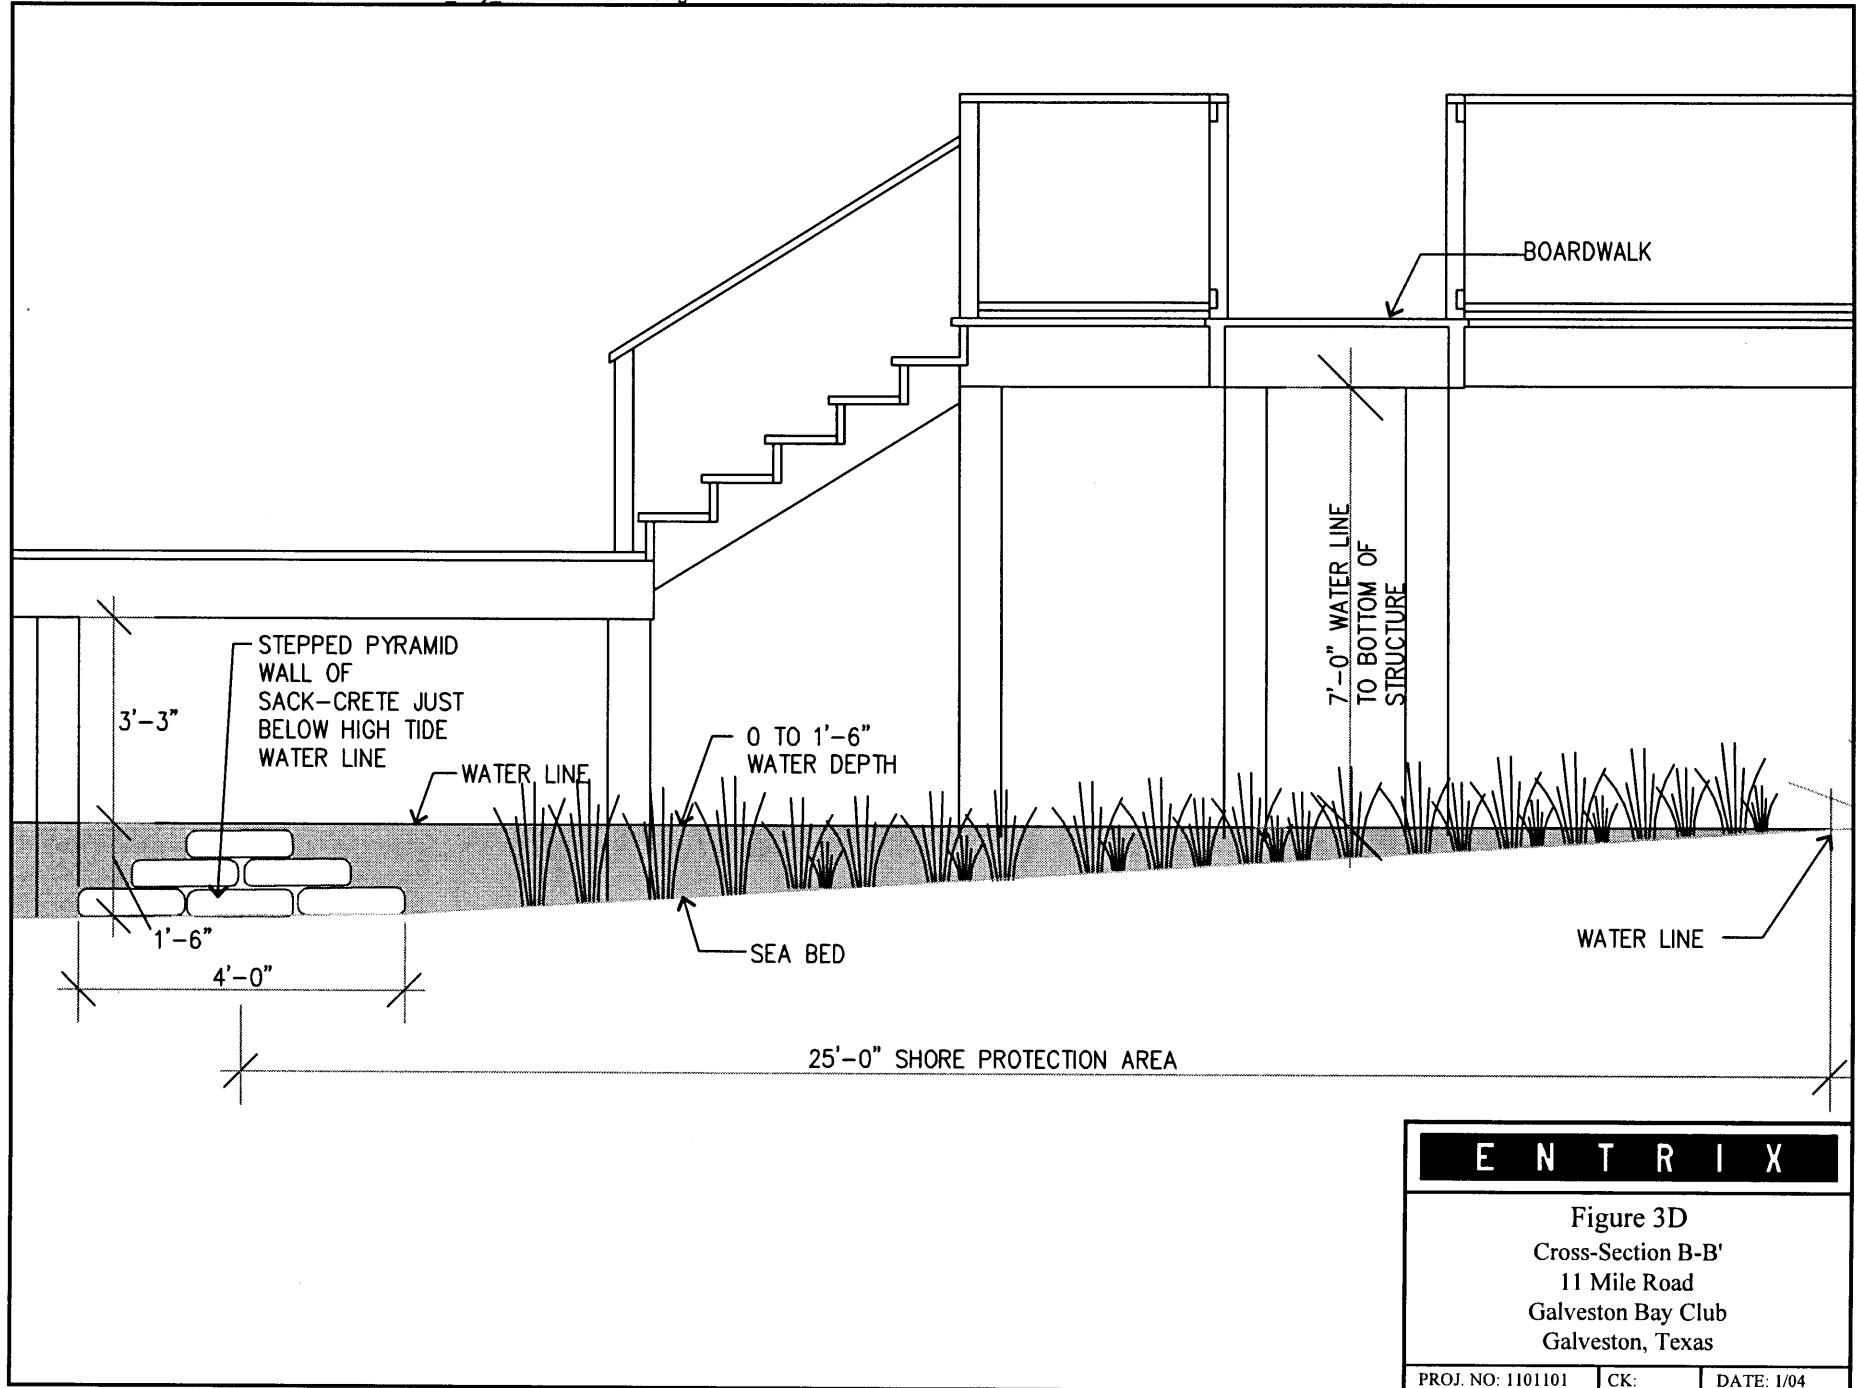 BOARDWALK
7'-0" WATER LINE
TO BOTTOM OF
STRUCTURE
STEPPED PYRAMID
WALL OF
SACK-CRETE JUST
BELOW HIGH TIDE
WATER LINE
3'-3"
0 TO 1'-6"
WATER DEPTH
WATER LINE
1'-6"
SEA BED
WATER LINE
4'-0"
25'-0" SHORE PROTECTION AREA
ENTRIX
Figure 3D
Cross-Section B-B'
11 Mile Road
Galveston Bay Club
Galveston, Texas
PROJ. NO: 1101101 CK: DATE: 1/04